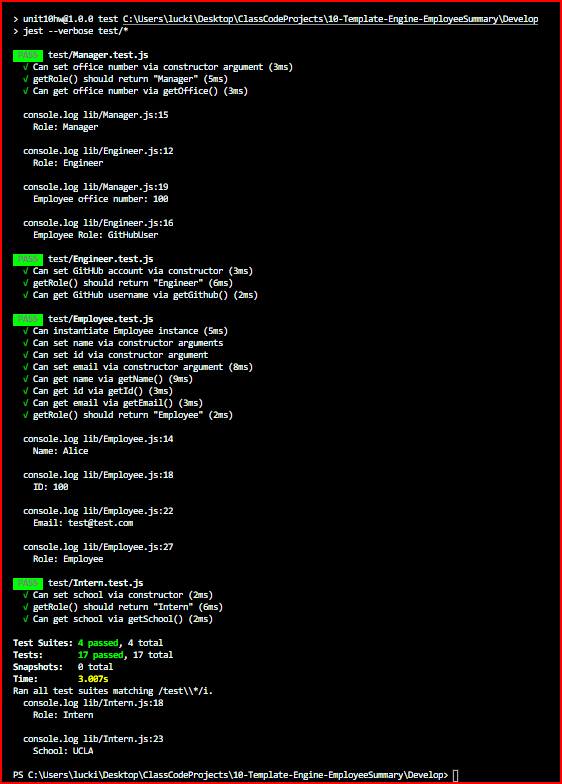 > unit10hw@1.0.0 test C:\Users\lucki\Desktop\ClassCodeProjects\10-Template-Engine-EmployeeSummary\Develop
> jest --verbose test/*
PASS test/Manager.test.js
√ Can set office number via constructor argument (3ms)
√ getRole() should return "Manager" (5ms)
√ Can get office number via getOffice() (3ms)
console.log lib/Manager.js:15
Role: Manager
console.log lib/Engineer.js:12
Role: Engineer
console.log lib/Manager.js:19
Employee office number: 100
console.log lib/Engineer.js:16
Employee Role: GitHubUser
PASS test/Engineer.test.js
√ Can set GitHUb account via constructor (3ms)
√ getRole() should return "Engineer" (6ms)
√ Can get GitHub username via getGithub() (2ms)
PASS test/Employee.test.js
√ Can instantiate Employee instance (5ms)
√ Can set name via constructor arguments
√ Can set id via constructor argument
√ Can set email via constructor argument (8ms)
√ Can get name via getName() (9ms)
√ Can get id via getId() (3ms)
√ Can get email via getEmail() (3ms)
√ getRole() should return "Employee" (2ms)
console.log lib/Employee.js:14
Name: Alice
console.log lib/Employee.js:18
ID: 100
console.log lib/Employee.js:22
Email: test@test.com
console.log lib/Employee.js:27
Role: Employee
PASS test/Intern.test.js
√ Can set school via constructor (2ms)
√ getRole() should return "Intern" (6ms)
√ Can get school via getSchool() (2ms)
Test Suites: 4 passed, 4 total
Tests: 17 passed, 17 total
Snapshots: 0 total
Time: 3.007s
Ran all test suites matching /test\\*/i.
console.log lib/Intern.js:18
Role: Intern
console.log lib/Intern.js:23
School: UCLA
PS C:\Users\lucki\Desktop\ClassCodeProjects\10-Template-Engine-EmployeeSummary\Develop>